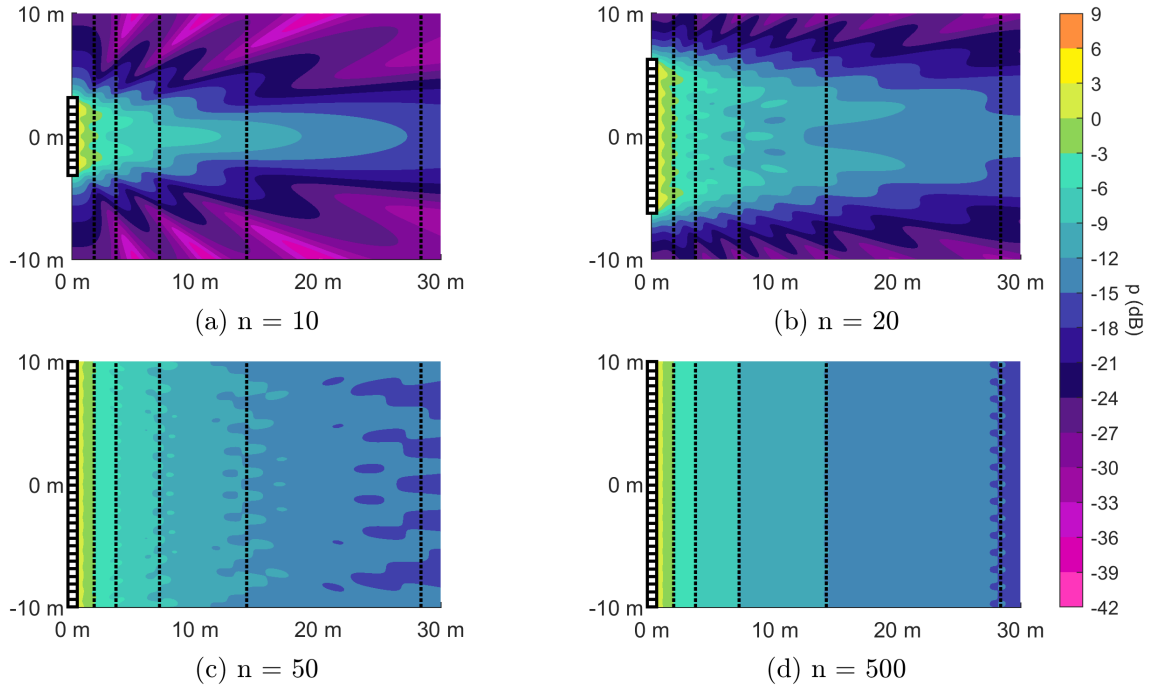 10 m
0 m
-10 m
0 m 10 m 20 m 30 m
(a) n = 10
10 m
0 m
-10 m
0 m 10 m 20 m 30 m
(b) n = 20
9
6
3
0
-3
-6
-9
-12
-15
-18
-21
-24
-27
-30
-33
-36
-39
-42
p (dB)
10 m
0 m
-10 m
0 m 10 m 20 m 30 m
(c) n = 50
10 m
0 m
-10 m
0 m 10 m 20 m 30 m
(d) n = 500